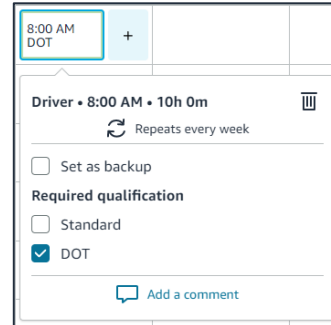 8:00 AM
DOT
+
Driver • 8:00 AM • 10h 0m
Repeats every week
Set as backup
Required qualification
Standard
DOT
Add a comment